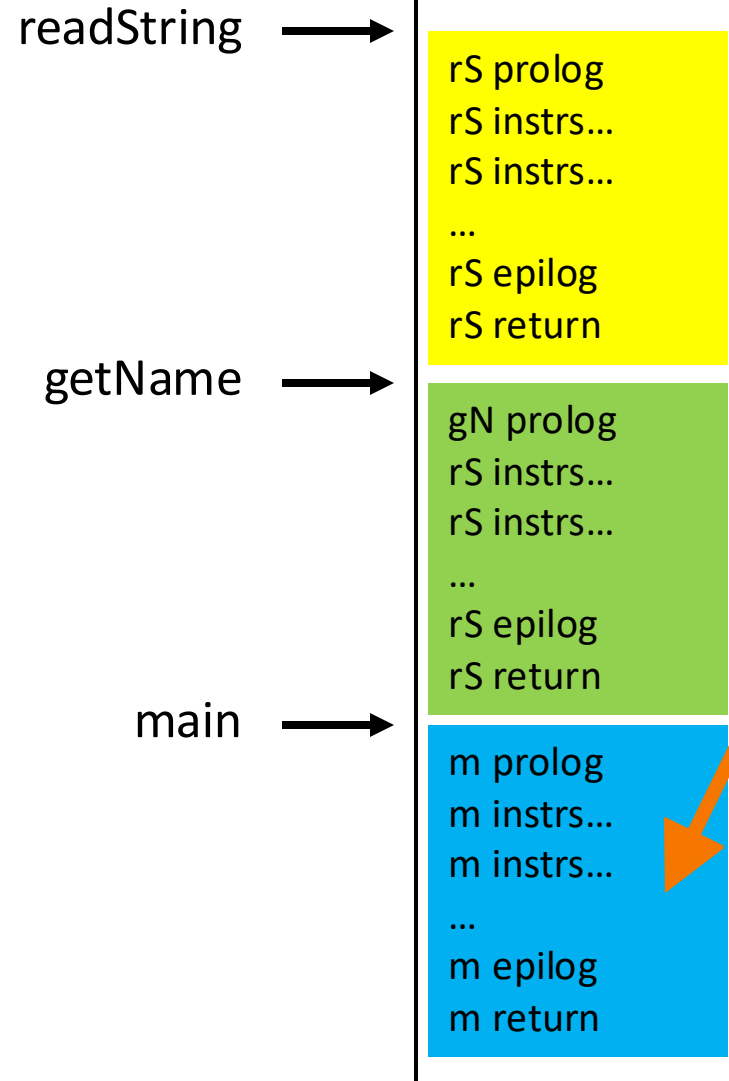 readString
rS prolog
rS instrs…
rS instrs…
…
rS epilog
rS return
getName
gN prolog
rS instrs…
rS instrs…
…
rS epilog
rS return
main
m prolog
m instrs…
m instrs…
…
m epilog
m return